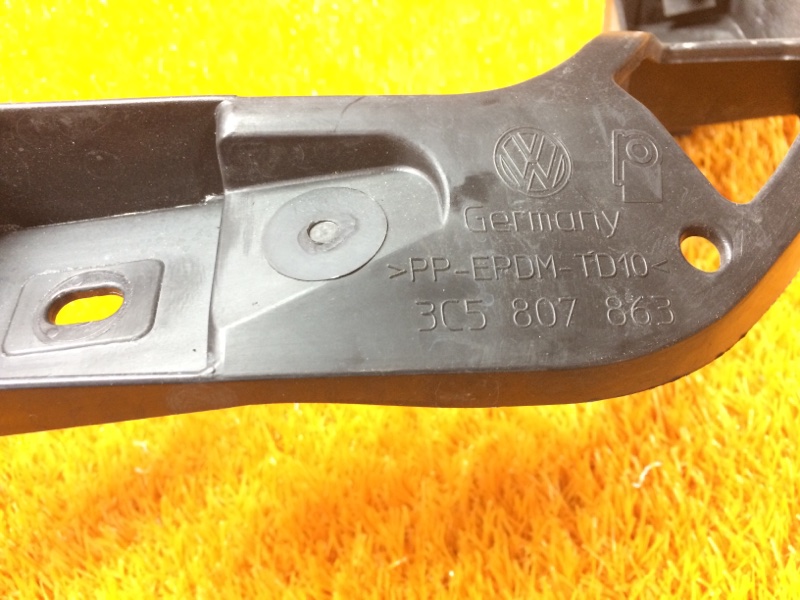 Germany
>PP-EPDM-TD10<
3C5 807 863